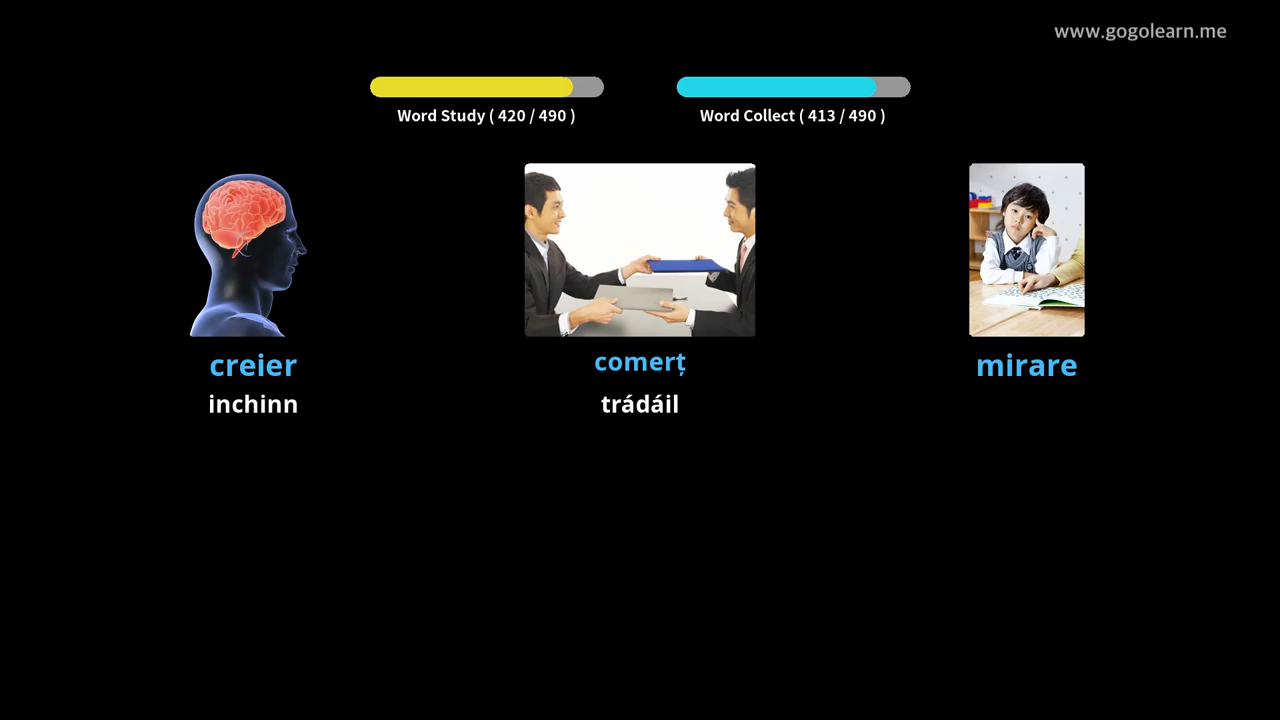 www.gogolearn.me
Word Study ( 420 / 490 )
Word Collect ( 413 / 490 )
creier
comerț
mirare
inchinn
trádáil